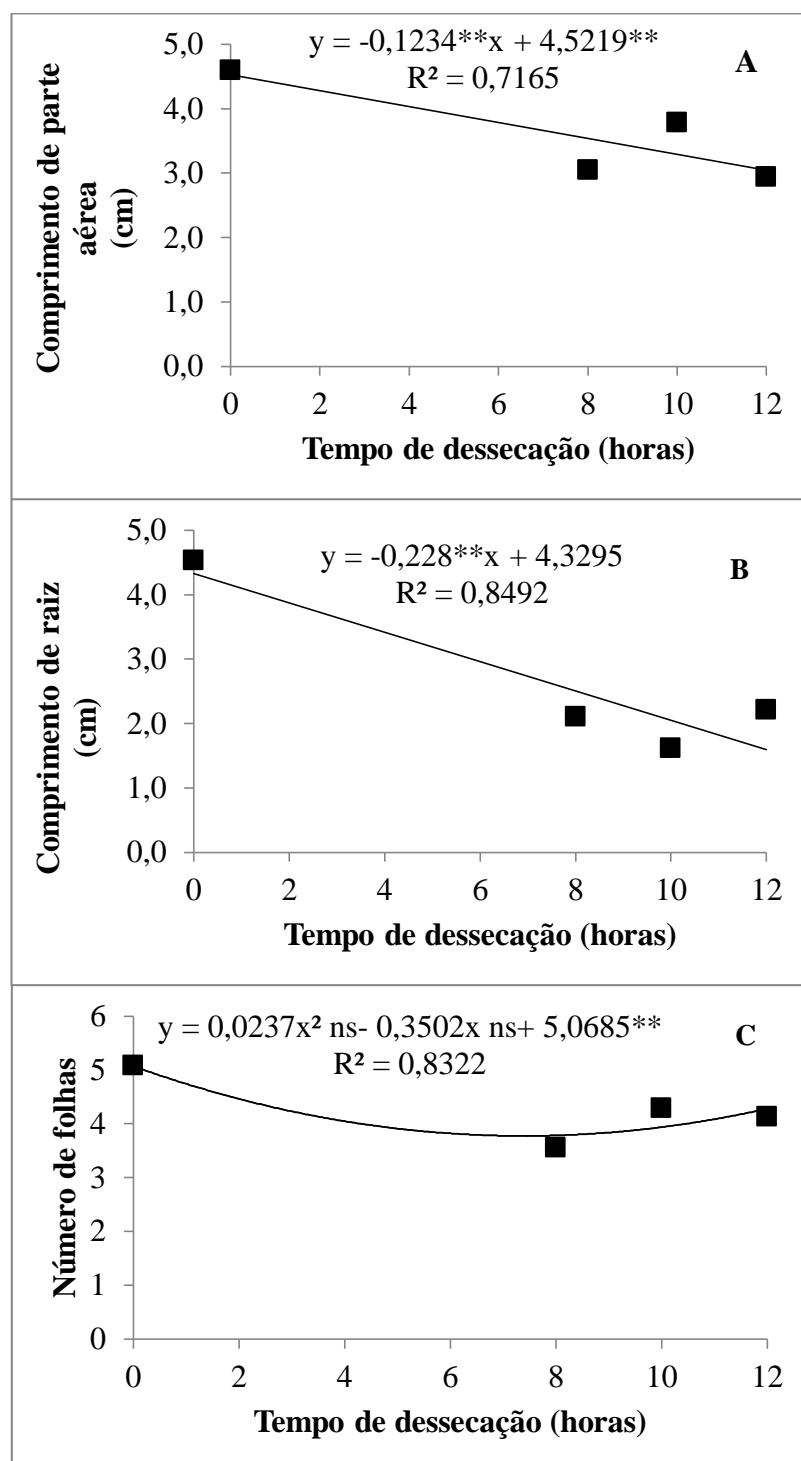 y = -0,1234**x + 4,5219**
R² = 0,7165
A
Comprimento de parte
aérea
(cm)
5,0
4,0
3,0
2,0
1,0
0,0
0 2 4 6 8 10 12
Tempo de dessecação (horas)
y = -0,228**x + 4,3295
R² = 0,8492
B
Comprimento de raiz
(cm)
5,0
4,0
3,0
2,0
1,0
0,0
0 2 4 6 8 10 12
Tempo de dessecação (horas)
y = 0,0237x² ns- 0,3502x ns+ 5,0685**
R² = 0,8322
C
Número de folhas
6
5
4
3
2
1
0
0 2 4 6 8 10 12
Tempo de dessecação (horas)